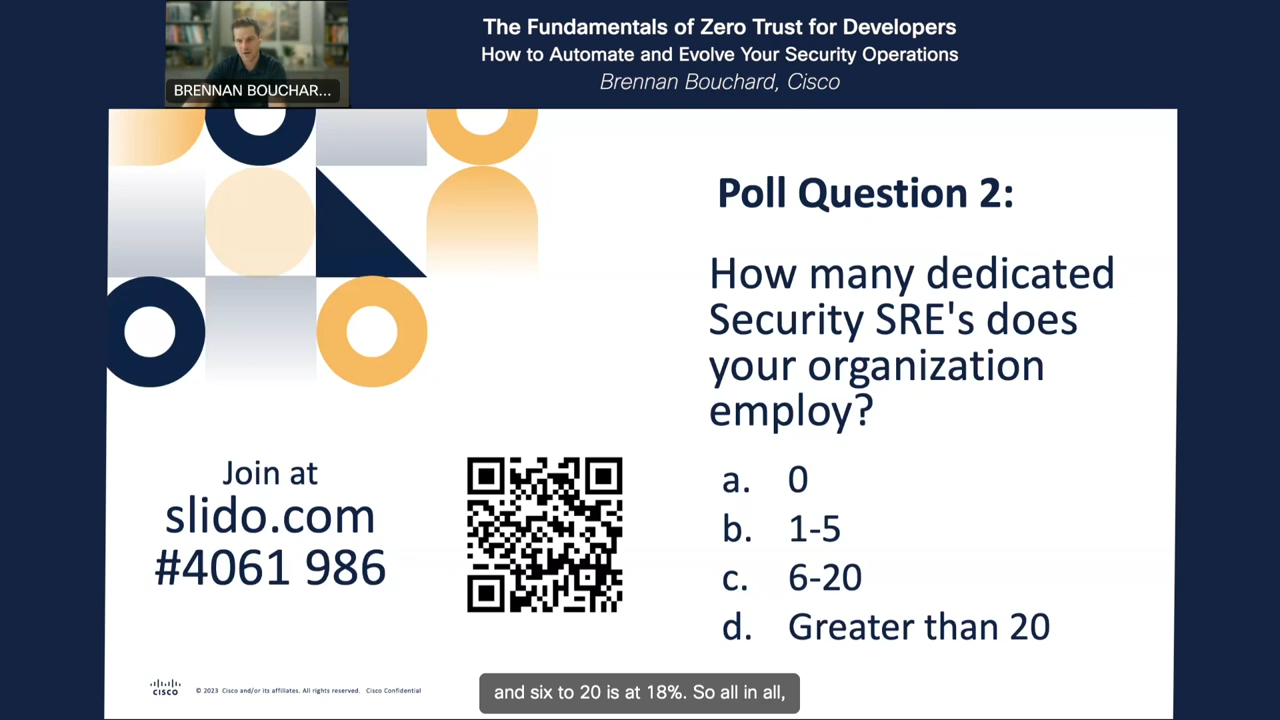 The Fundamentals of Zero Trust for Developers
How to Automate and Evolve Your Security Operations
Brennan Bouchard, Cisco
BRENNAN BOUCHAR...
Poll Question 2:
How many dedicated
Security SRE's does
your organization
employ?
a. 0
b. 1-5
c. 6-20
d. Greater than 20
Join at
slido.com
#4061 986
CISCO
© 2023 Cisco and/or its affiliates. All rights reserved. Cisco Confidential
and six to 20 is at 18%. So all in all,